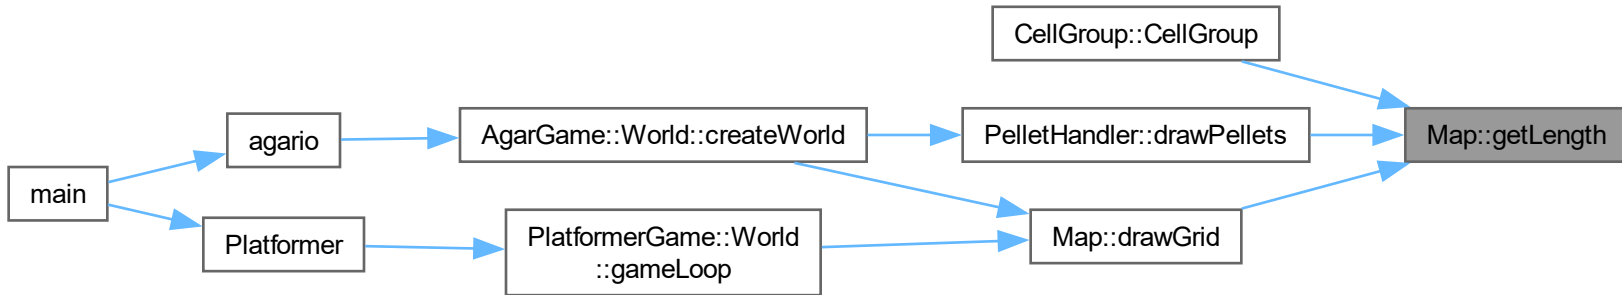 CellGroup::CellGroup
agario
AgarGame::World::createWorld
PelletHandler::drawPellets
Map::getLength
main
Platformer
PlatformerGame::World
::gameLoop
Map::drawGrid